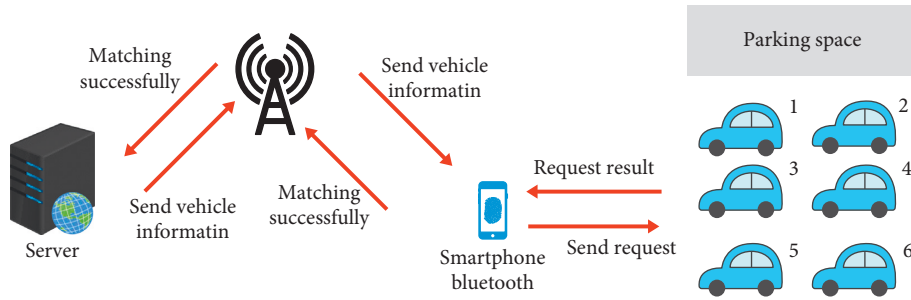 Parking space
Matching
successfully
Send vehicle
informatin
1
2
Request result
3
4
Send vehicle
informatin
Matching
successfully
Send request
Server
Smartphone
bluetooth
5
6